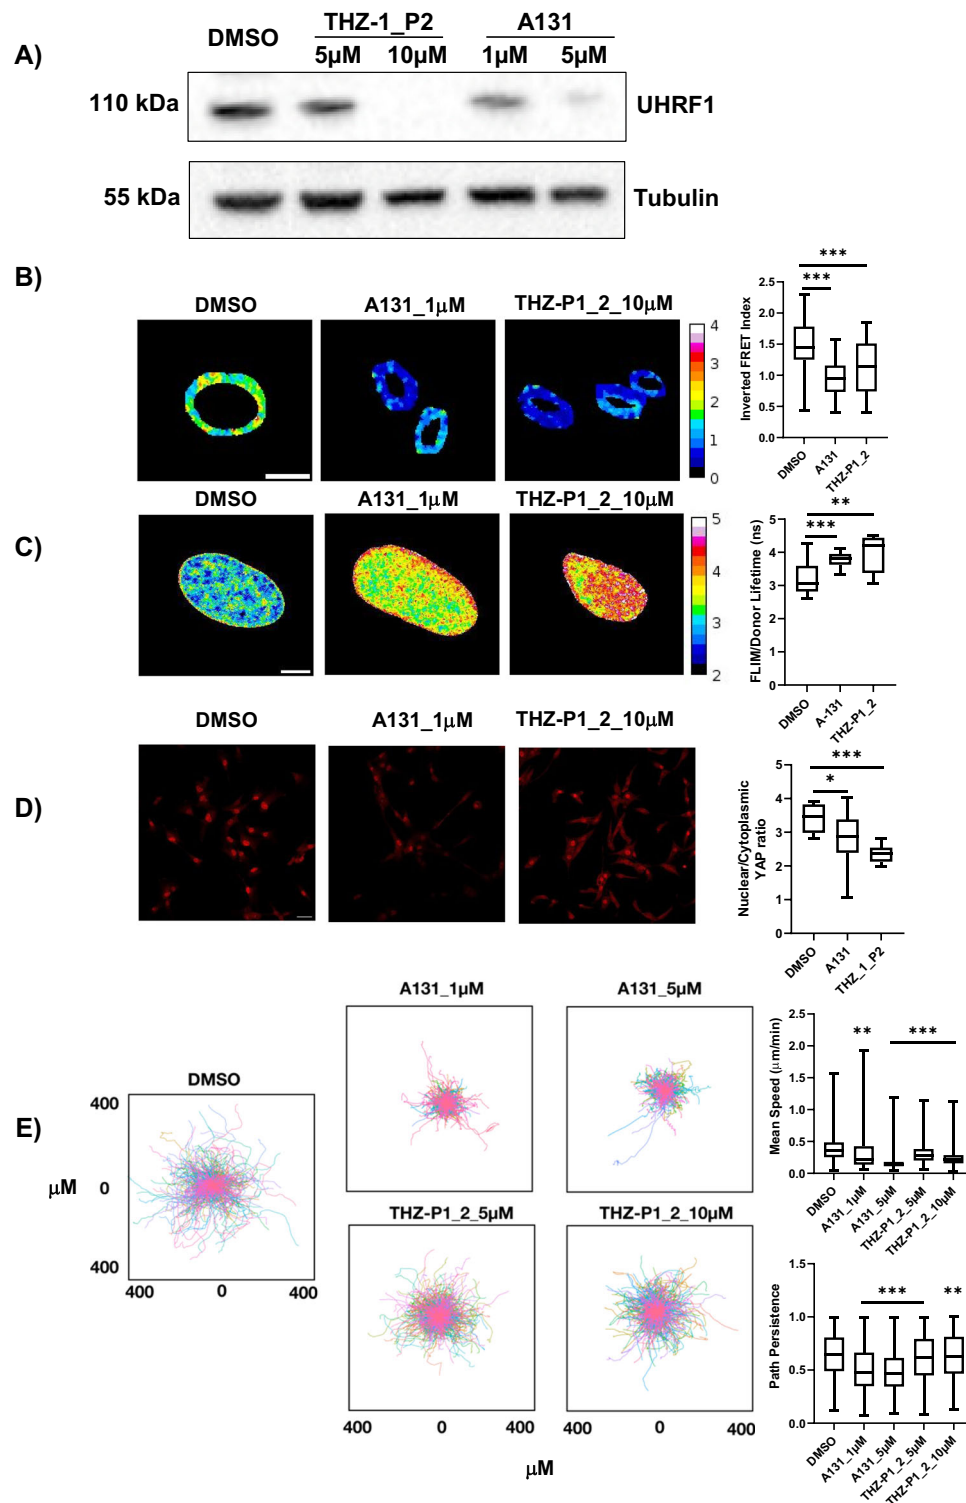 A)
DMSO
THZ-1_P2
A131
5µM 10µM 1µM 5µM
110 kDa
UHRF1
55 kDa
Tubulin
B)
DMSO
A131_1µM
THZ-P1_2_10µM
4
3
2
1
0
***
***
Inverted FRET Index
2.5
2.0
1.5
1.0
0.5
0.0
DMSO
A131
THZ-P1_2
C)
DMSO
A131_1µM
THZ-P1_2_10µM
5
4
3
2
**
***
FLIM/Donor Lifetime (ns)
5
4
3
2
1
0
DMSO
A-131
THZ-P1_2
D)
DMSO
A131_1µM
THZ-P1_2_10µM
***
*
Nuclear/Cytoplasmic
YAP ratio
5
4
3
2
1
0
DMSO
A131
THZ_1_P2
E)
DMSO
400
µM
0
400
400 0 400
A131_1µM
A131_5µM
THZ-P1_2_5µM
THZ-P1_2_10µM
400 0 400
400 0 400
µM
** ***
Mean Speed (µm/min)
2.5
2.0
1.5
1.0
0.5
0.0
DMSO
A131_1µM
A131_5µM
THZ-P1_2_5µM
THZ-P1_2_10µM
*** **
Path Persistence
1.5
1.0
0.5
0.0
DMSO
A131_1µM
A131_5µM
THZ-P1_2_5µM
THZ-P1_2_10µM